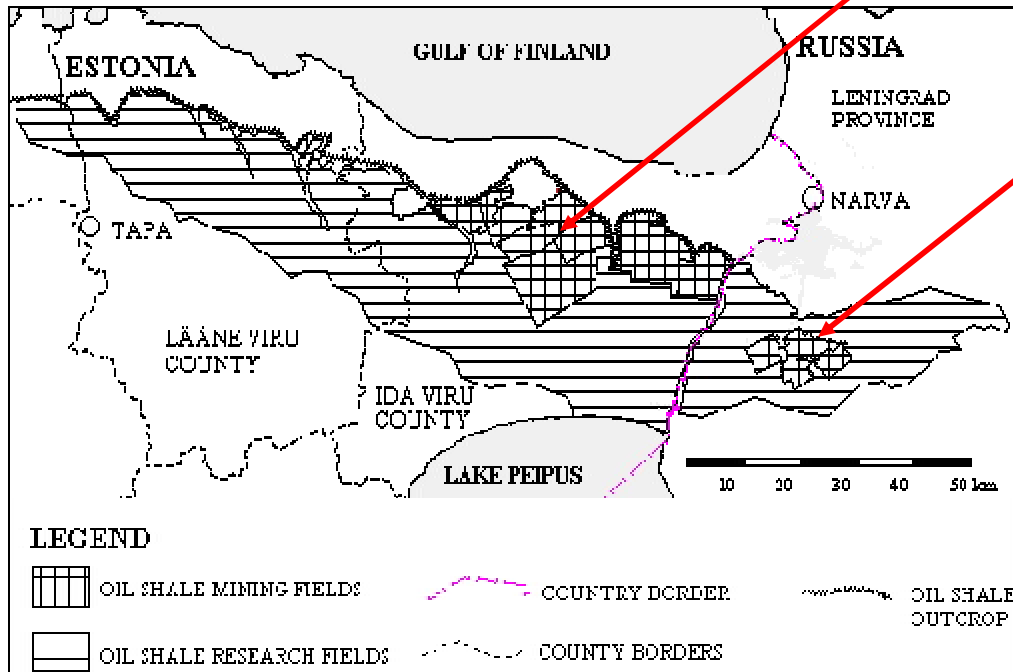 GULF OF FINLAND
RUSSIA
ESTONIA
LENINGRAD
PROVINCE
NARVA
TAPA
LÄÄNE VIRU
COUNTY
IDA VIRU
COUNTY
LAKE PEIPUS
10 20 30 40 50 km
LEGEND
OIL SHALE MINING FIELDS
COUNTRY BORDER
OIL SHALE
OUTCROP
OIL SHALE RESEARCH FIELDS
COUNTY BORDERS